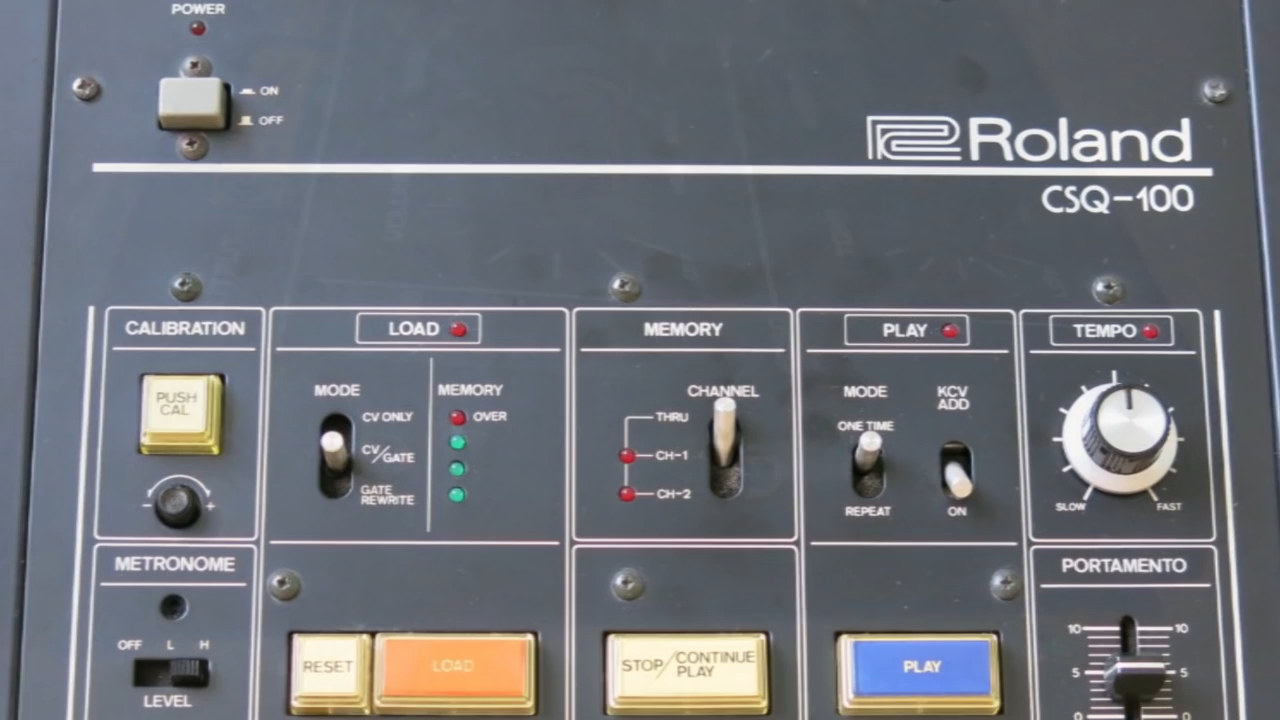 POWER
ON
OFF
Roland
CSQ-100
CALIBRATION
PUSH
CAL
- +
LOAD
MODE
CV ONLY
CV/GATE
GATE
REWRITE
MEMORY
OVER
MEMORY
CHANNEL
THRU
CH-1
CH-2
PLAY
MODE
ONE TIME
REPEAT
KCV
ADD
ON
TEMPO
SLOW FAST
METRONOME
OFF L H
LEVEL
RESET
LOAD
STOP/CONTINUE
PLAY
PLAY
PORTAMENTO
10 10
5 5
0 0